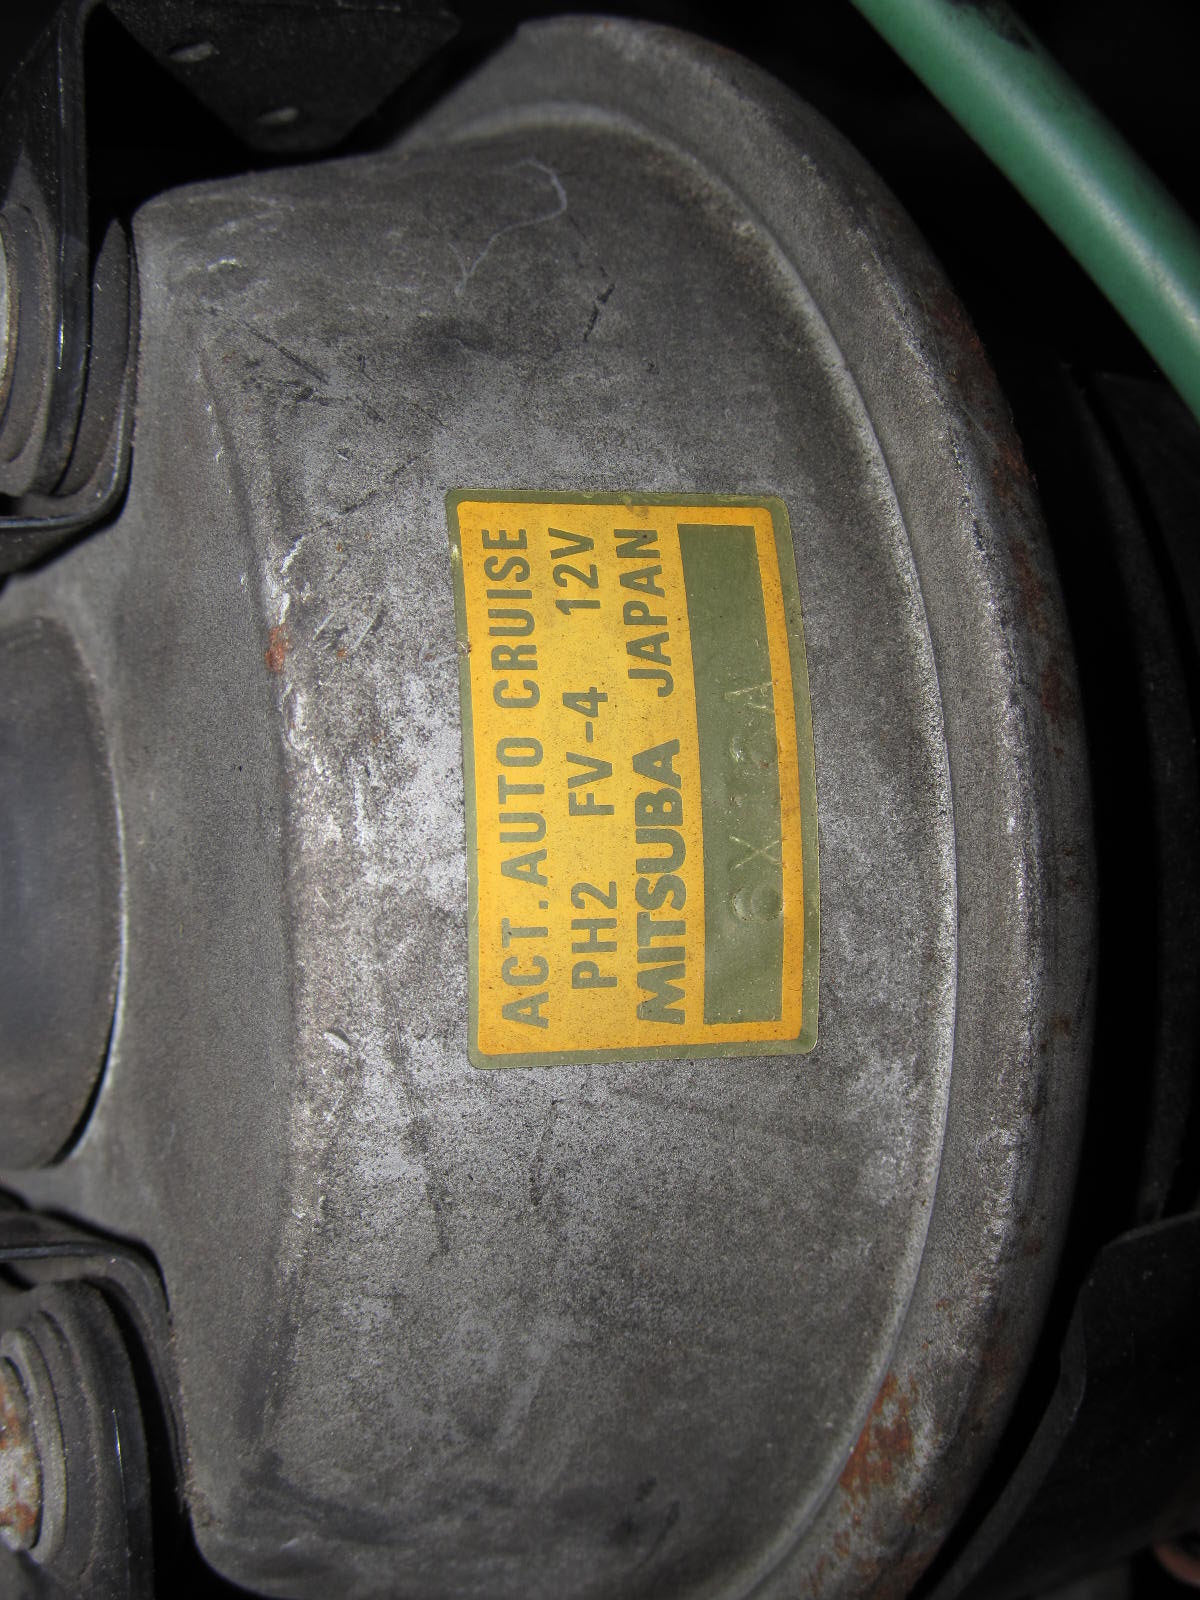 ACT. AUTO CRUISE
PH2 FV-4 12V
MITSUBA JAPAN